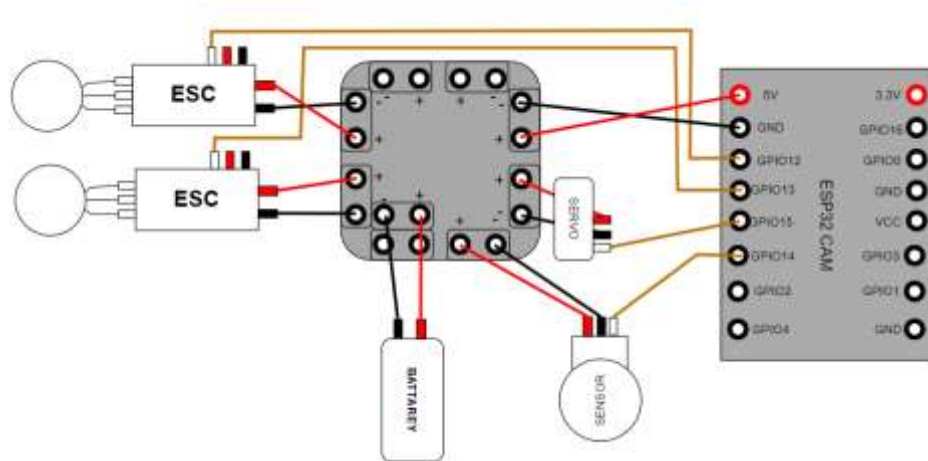 ESC
ESC
- + + -
- -
+ +
+ +
- + + -
SERVO
BATTAREY
SENSOR
ESP32 CAM
5V 3.3V
GND GPIO16
GPIO12 GPIO0
GPIO13 GND
GPIO15 VCC
GPIO14 GPIO3
GPIO2 GPIO1
GPIO4 GND